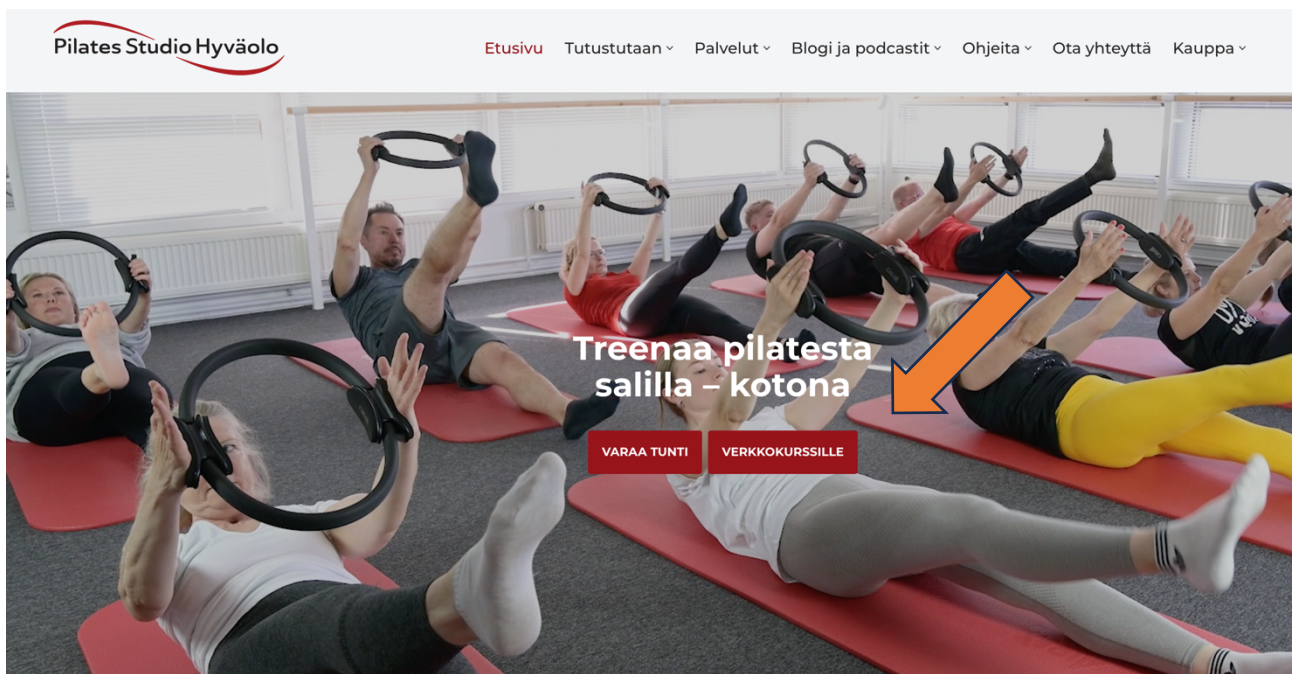 Pilates Studio Hyväolo
Etusivu Tutustutaan Palvelut Blogi ja podcastit Ohjeita Ota yhteyttä Kauppa
Treenaa pilatesta
salilla – kotona
VARAA TUNTI VERKKOKURSSILLE